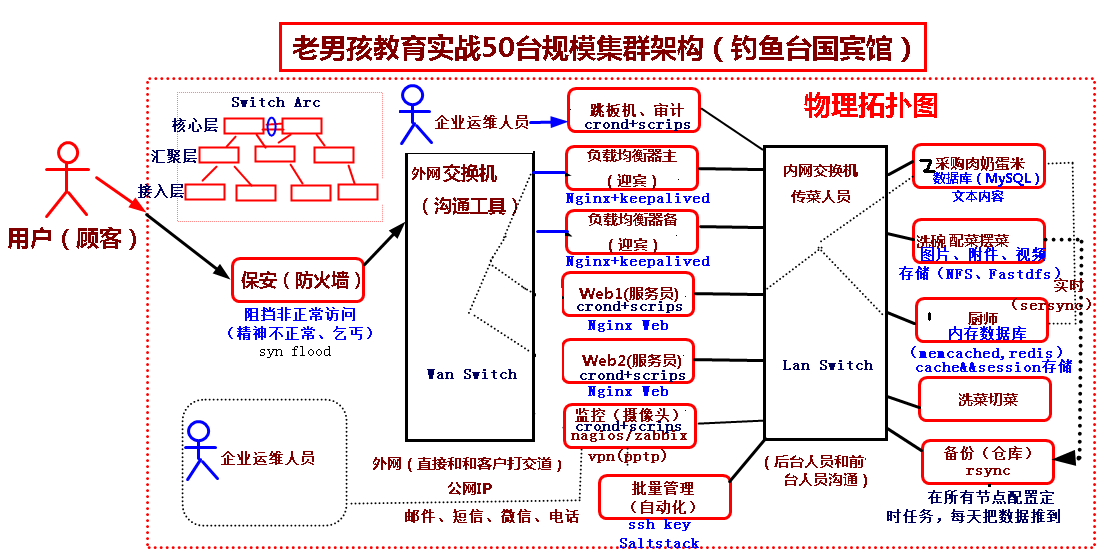 老男孩教育实战50台规模集群架构（钓鱼台国宾馆）
物理拓扑图
Switch Arc
核心层
汇聚层
接入层
用户（顾客）
保安（防火墙）
阻挡非正常访问
（精神不正常、乞丐）
syn flood
企业运维人员
外网交换机
（沟通工具）
Wan Switch
外网（直接和和客户打交道）
公网IP
邮件、短信、微信、电话
企业运维人员
跳板机、审计
crond+scrips
负载均衡器主
（迎宾）
Nginx+keepalived
负载均衡器备
（迎宾）
Nginx+keepalived
Web1(服务员)
crond+scrips
Nginx Web
Web2(服务员)
crond+scrips
Nginx Web
监控（摄像头）
crond+scrips
nagios/zabbix
vpn(pptp)
批量管理
（自动化）
ssh key
Saltstack
内网交换机
传菜人员
Lan Switch
（后台人员和前
台人员沟通）
采购肉奶蛋米
数据库（MySQL）
文本内容
洗碗 配菜摆菜
图片、附件、视频
存储（NFS、Fastdfs）
实时
（sersync）
厨师
内存数据库
（memcached,redis）
cache&&session存储
洗菜切菜
备份（仓库）
rsync
在所有节点配置定
时任务，每天把数据推到